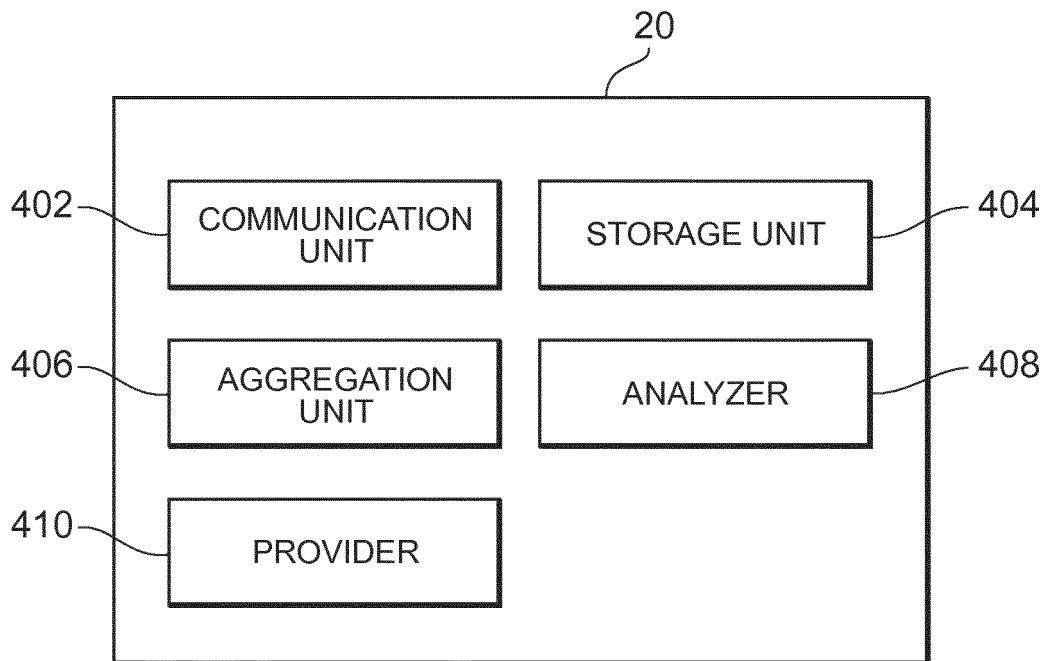 20
402
COMMUNICATION
UNIT
STORAGE UNIT
404
406
AGGREGATION
UNIT
ANALYZER
408
410
PROVIDER